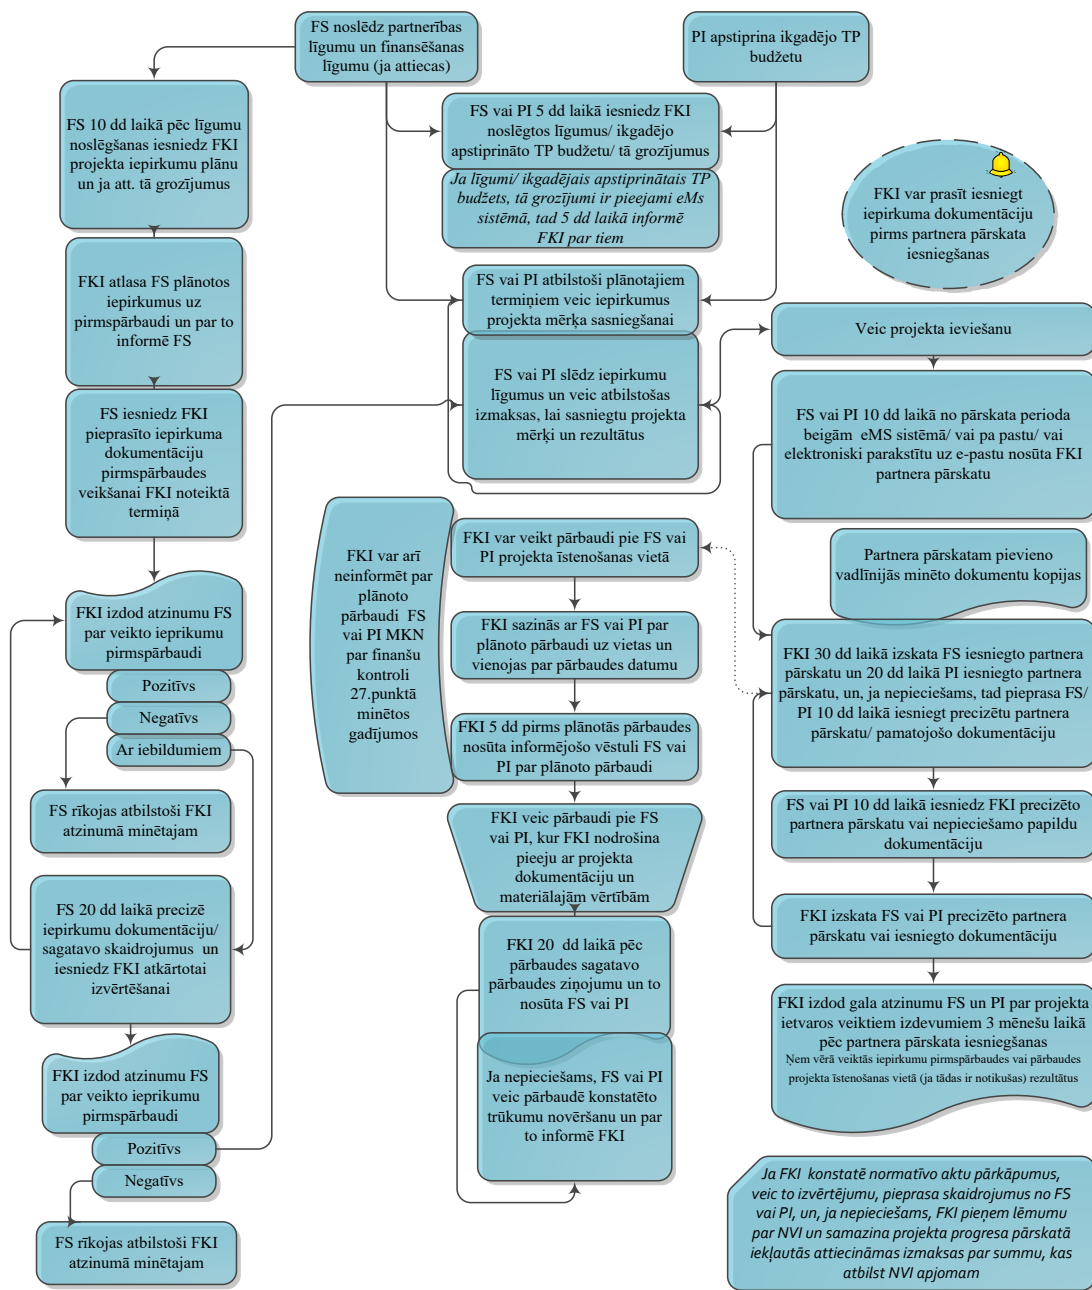 FS noslēdz partnerības
līgumu un finansēšanas
līgumu (ja attiecas)
PI apstiprina ikgadējo TP
budžetu
FS 10 dd laikā pēc līgumu
noslēgšanas iesniedz FKI
projekta iepirkumu plānu
un ja att. tā grozījumus
FS vai PI 5 dd laikā iesniedz FKI
noslēgtos līgumus/ ikgadējo
apstiprināto TP budžetu/ tā grozījumus
Ja līgumi/ ikgadējais apstiprinātais TP
budžets, tā grozījumi ir pieejami eMs
sistēmā, tad 5 dd laikā informē
FKI par tiem
FKI var prasīt iesniegt
iepirkuma dokumentāciju
pirms partnera pārskata
iesniegšanas
FKI atlasa FS plānotos
iepirkumus uz
pirmspārbaudi un par to
informē FS
FS vai PI atbilstoši plānotajiem
termiņiem veic iepirkumus
projekta mērķa sasniegšanai
FS vai PI slēdz iepirkumu
līgumus un veic atbilstošas
izmaksas, lai sasniegtu projekta
mērķi un rezultātus
Veic projekta ieviešanu
FS iesniedz FKI
pieprasīto iepirkuma
dokumentāciju
pirmspārbaudes
veikšanai FKI noteiktā
termiņā
FS vai PI 10 dd laikā no pārskata perioda
beigām  eMS sistēmā/ vai pa pastu/ vai
elektroniski parakstītu uz e-pastu nosūta FKI
partnera pārskatu
Partnera pārskatam pievieno
vadlīnijās minēto dokumentu kopijas
FKI var arī
neinformēt par
plānoto
pārbaudi  FS
vai PI MKN
par finanšu
kontroli
27.punktā
minētos
gadījumos
FKI var veikt pārbaudi pie FS vai
PI projekta īstenošanas vietā
FKI sazinās ar FS vai PI par
plānoto pārbaudi uz vietas un
vienojas par pārbaudes datumu
FKI 5 dd pirms plānotās pārbaudes
nosūta informējošo vēstuli FS vai
PI par plānoto pārbaudi
FKI izdod atzinumu FS
par veikto ieprikumu
pirmspārbaudi
Pozitīvs
Negatīvs
Ar iebildumiem
FS rīkojas atbilstoši FKI
atzinumā minētajam
FKI 30 dd laikā izskata FS iesniegto partnera
pārskatu un 20 dd laikā PI iesniegto partnera
pārskatu, un, ja nepieciešams, tad pieprasa FS/
PI 10 dd laikā iesniegt precizētu partnera
pārskatu/ pamatojošo dokumentāciju
FS vai PI 10 dd laikā iesniedz FKI precizēto
partnera pārskatu vai nepieciešamo papildu
dokumentāciju
FKI izskata FS vai PI precizēto partnera
pārskatu vai iesniegto dokumentāciju
FKI veic pārbaudi pie FS
vai PI, kur FKI nodrošina
pieeju ar projekta
dokumentāciju un
materiālajām vērtībām
FS 20 dd laikā precizē
iepirkumu dokumentāciju/
sagatavo skaidrojumus  un
iesniedz FKI atkārtotai
izvērtēšanai
FKI 20  dd laikā pēc
pārbaudes sagatavo
pārbaudes ziņojumu un to
nosūta FS vai PI
Ja nepieciešams, FS vai PI
veic pārbaudē konstatēto
trūkumu novēršanu un par
to informē FKI
FKI izdod gala atzinumu FS un PI par projekta
ietvaros veiktiem izdevumiem 3 mēnešu laikā
pēc partnera pārskata iesniegšanas
Ņem vērā veiktās iepirkumu pirmspārbaudes vai pārbaudes
projekta īstenošanas vietā (ja tādas ir notikušas) rezultātus
FKI izdod atzinumu FS
par veikto ieprikumu
pirmspārbaudi
Pozitīvs
Negatīvs
FS rīkojas atbilstoši FKI
atzinumā minētajam
Ja FKI  konstatē normatīvo aktu pārkāpumus,
veic to izvērtējumu, pieprasa skaidrojumus no FS
vai PI, un, ja nepieciešams, FKI pieņem lēmumu
par NVI un samazina projekta progresa pārskatā
iekļautās attiecināmas izmaksas par summu, kas
atbilst NVI apjomam